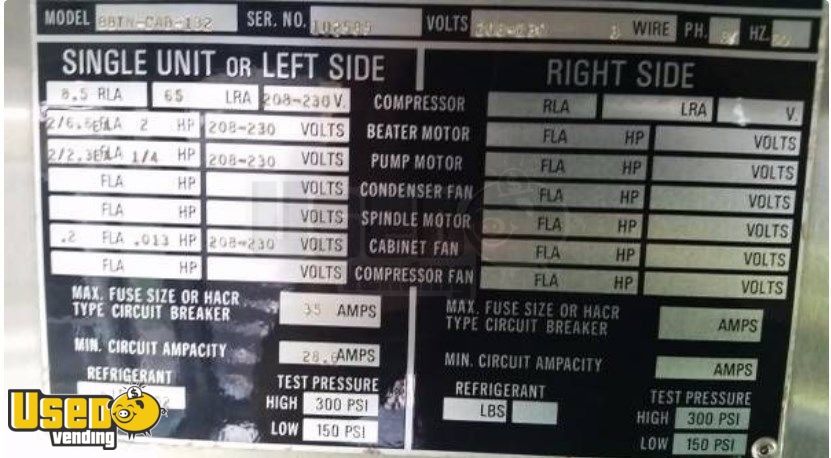 MODEL 88TN-CAB-132 SER. NO. VOLTS 208-230 WIRE PH. HZ.
SINGLE UNIT OR LEFT SIDE RIGHT SIDE
8.5 RLA 65 LRA 208-230 V. COMPRESSOR RLA LRA V.
FLA 2 HP 208-230 VOLTS BEATER MOTOR FLA HP VOLTS
FLA 1/4 HP 208-230 VOLTS PUMP MOTOR FLA HP VOLTS
FLA HP VOLTS CONDENSER FAN FLA HP VOLTS
FLA HP VOLTS SPINDLE MOTOR FLA HP VOLTS
.2 FLA .013 HP 208-230 VOLTS CABINET FAN FLA HP VOLTS
FLA HP VOLTS COMPRESSOR FAN FLA HP VOLTS
MAX. FUSE SIZE OR HACR
TYPE CIRCUIT BREAKER 35 AMPS
MAX. FUSE SIZE OR HACR
TYPE CIRCUIT BREAKER AMPS
MIN. CIRCUIT AMPACITY AMPS
MIN. CIRCUIT AMPACITY AMPS
REFRIGERANT
TEST PRESSURE
HIGH 300 PSI
LOW 150 PSI
REFRIGERANT
LBS
TEST PRESSURE
HIGH 300 PSI
LOW 150 PSI
Used
Vending